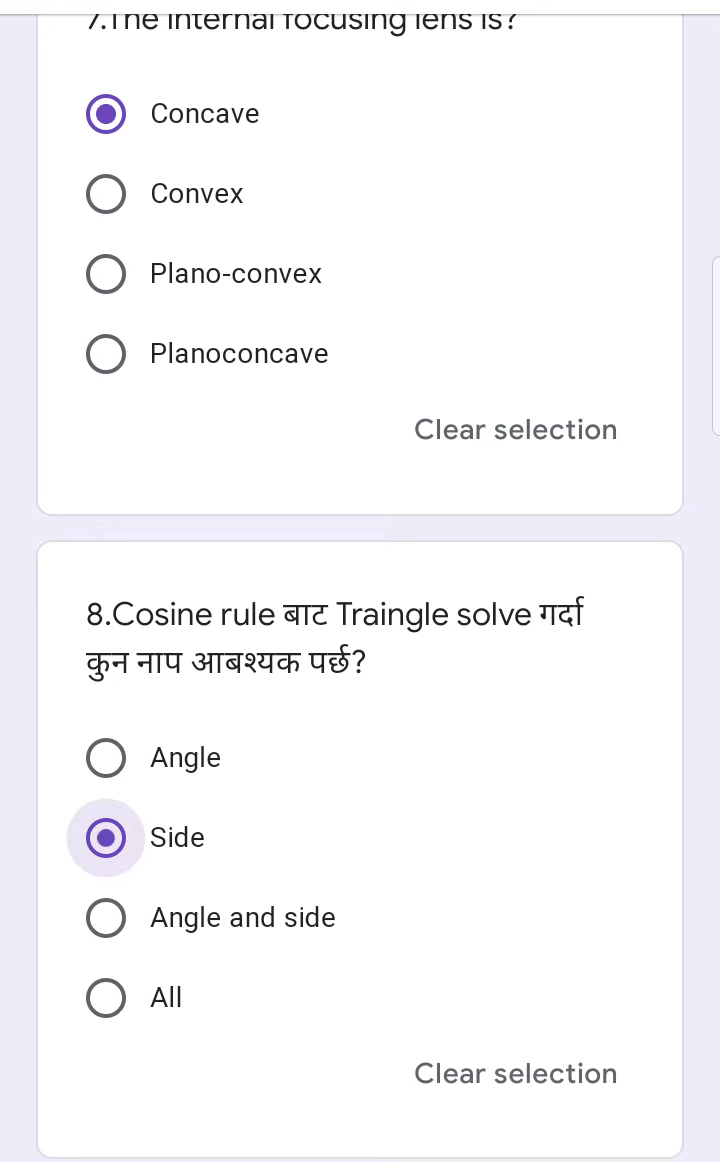 7.The internal focusing lens is?
Concave
Convex
Plano-convex
Planoconcave
Clear selection
8.Cosine rule बाट Traingle solve गर्दा
कुन नाप आबश्यक पर्छ?
Angle
Side
Angle and side
All
Clear selection